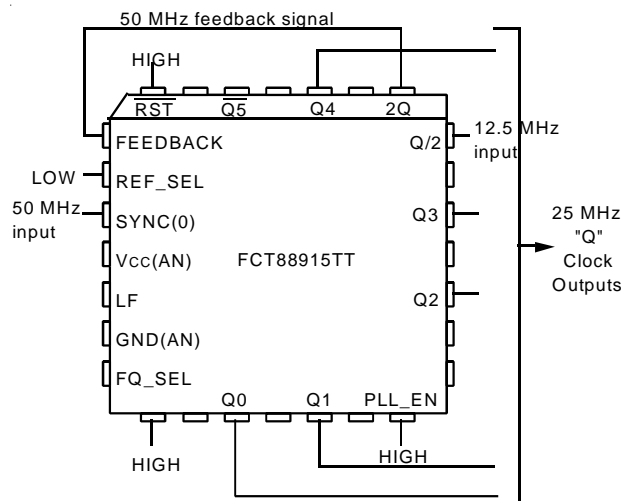 50 MHz feedback signal
HIGH
RST
Q5
Q4
2Q
FEEDBACK
Q/2
12.5 MHz
input
LOW
REF_SEL
50 MHz
input
SYNC(0)
Q3
25 MHz
"Q"
Clock
Outputs
VCC(AN)
FCT88915TT
LF
Q2
GND(AN)
FQ_SEL
Q0
Q1
PLL_EN
HIGH
HIGH